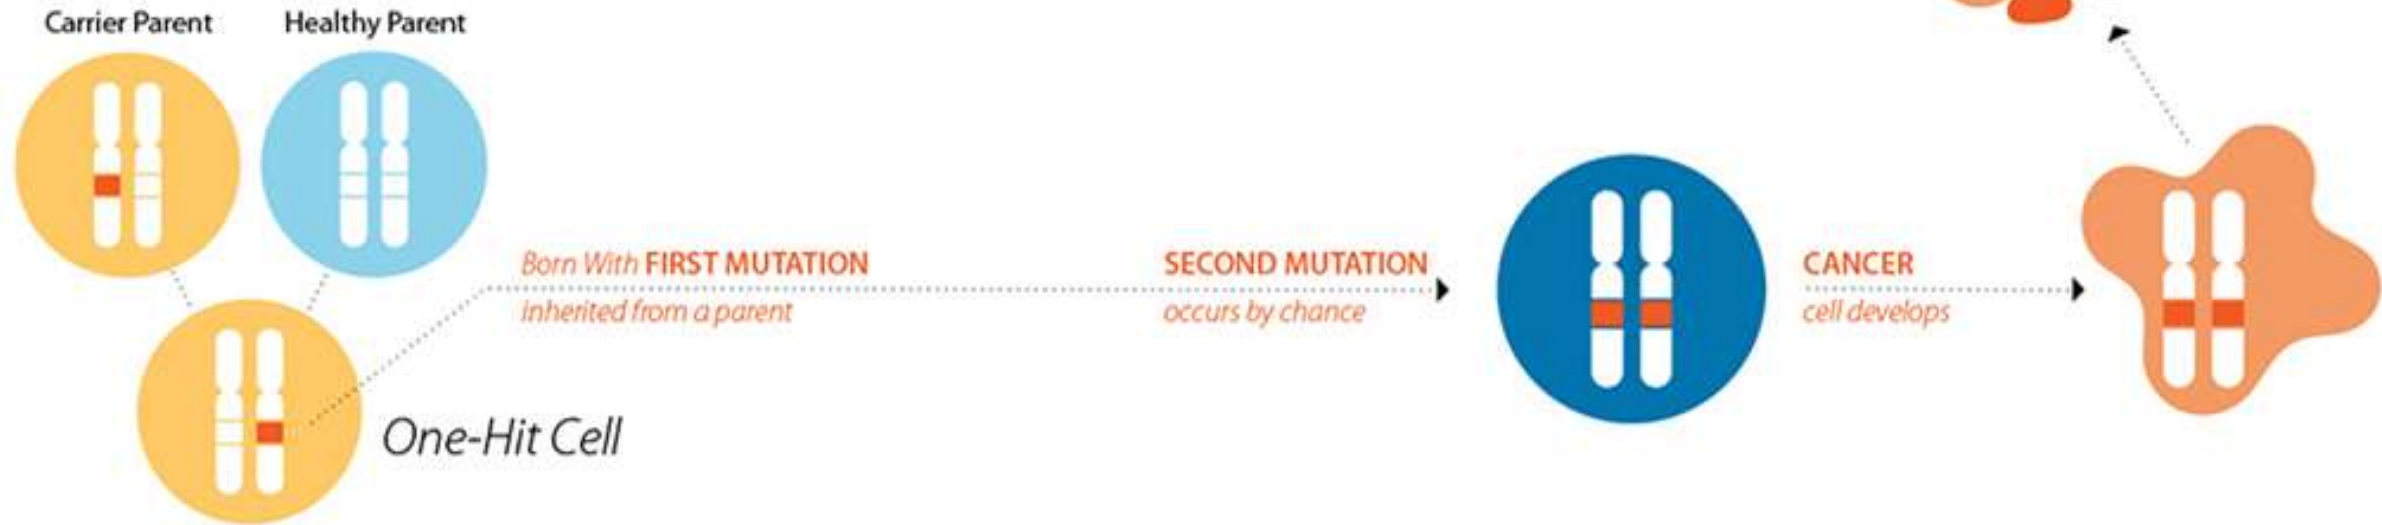 Carrier Parent
Healthy Parent
Born With FIRST MUTATION
inherited from a parent
SECOND MUTATION
occurs by chance
CANCER
cell develops
One-Hit Cell